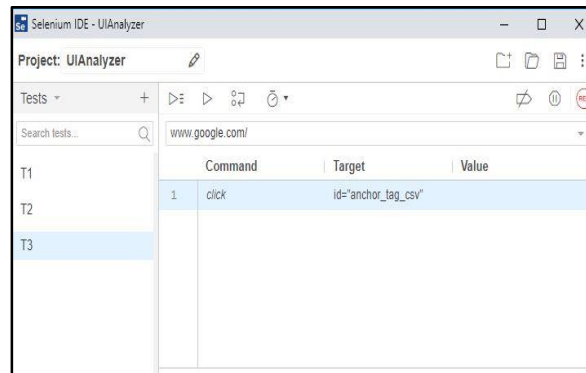 Se Selenium IDE - UIAnalyzer
Project: UIAnalyzer
Tests
Search tests...
www.google.com/
Command Target Value
T1
1 click id="anchor_tag_csv"
T2
T3